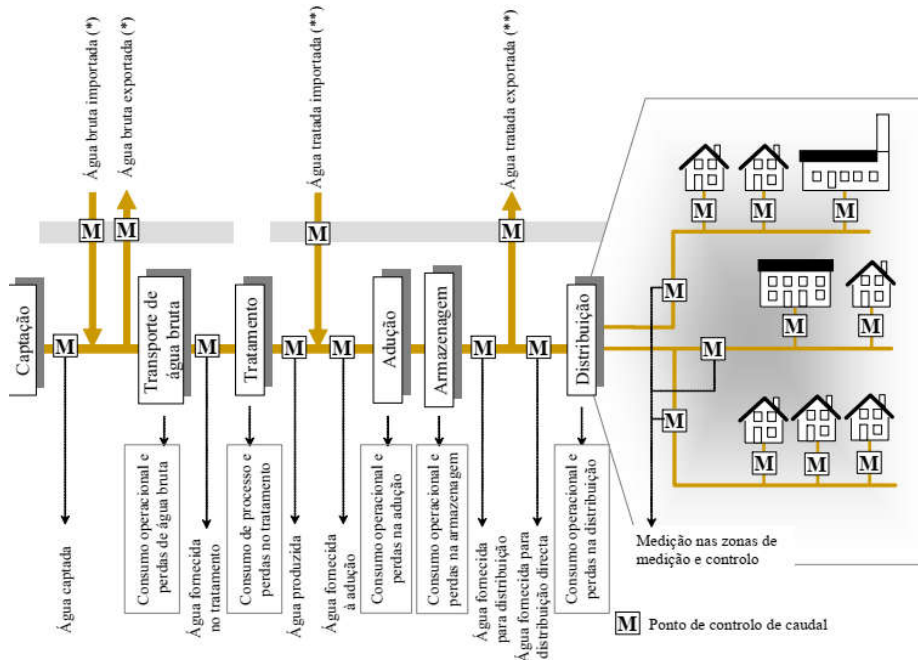 Água bruta importada (*)
Água bruta exportada (*)
Água tratada importada (**)
Água tratada exportada (**)
M
M
M
M
Captação
M
Transporte de
água bruta
M
Tratamento
M
M
Adução
Armazenagem
M
M
Distribuição
M
M
M
M
M
M
M
M
M
M
M
Água captada
Consumo operacional e
perdas de água bruta
Água fornecida
no tratamento
Consumo de processo e
perdas no tratamento
Água produzida
Água fornecida
à adução
Consumo operacional e
perdas na adução
Consumo operacional e
perdas na armazenagem
Água fornecida
para distribuição
Água fornecida para
distribuição directa
Consumo operacional e
perdas na distribuição
Medição nas zonas de
medição e controlo
M Ponto de controlo de caudal